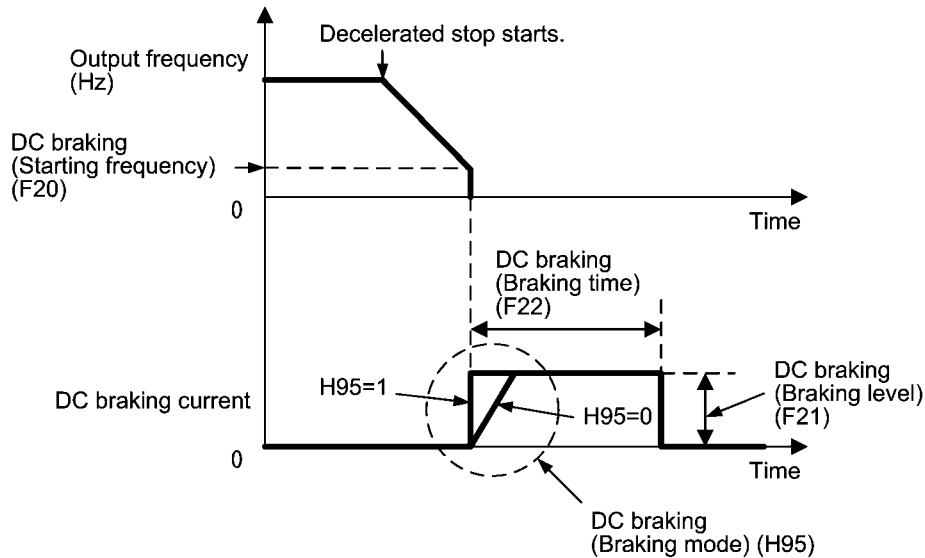 Decelerated stop starts.
Output frequency
(Hz)
DC braking
(Starting frequency)
(F20)
0
Time
DC braking
(Braking time)
(F22)
H95=1
DC braking current
H95=0
DC braking
(Braking level)
(F21)
0
Time
DC braking
(Braking mode) (H95)